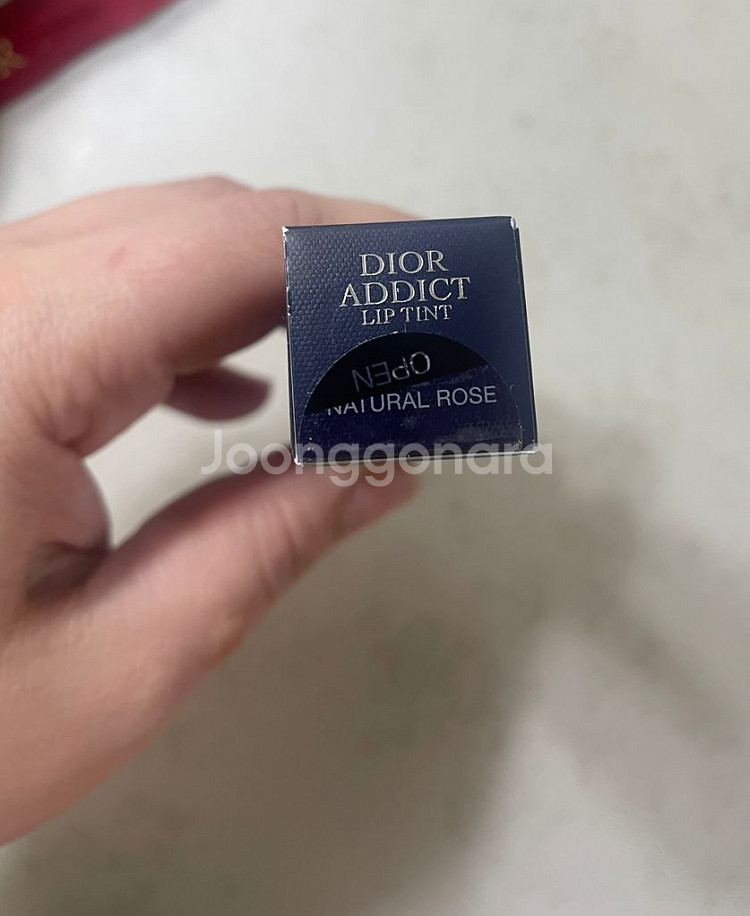 DIOR
ADDICT
LIP TINT
OPEN
NATURAL ROSE
Joonggonara